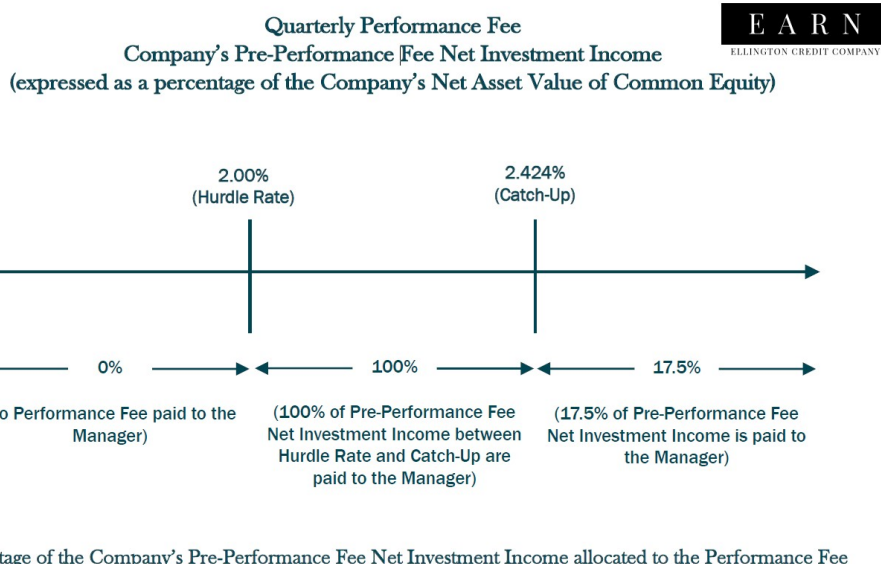 Quarterly Performance Fee
Company's Pre-Performance Fee Net Investment Income
(expressed as a percentage of the Company's Net Asset Value of Common Equity)
EARN
ELLINGTON CREDIT COMPANY
2.00%
(Hurdle Rate)
2.424%
(Catch-Up)
0%
100%
17.5%
o Performance Fee paid to the
Manager)
(100% of Pre-Performance Fee
Net Investment Income between
Hurdle Rate and Catch-Up are
paid to the Manager)
(17.5% of Pre-Performance Fee
Net Investment Income is paid to
the Manager)
tage of the Company's Pre-Performance Fee Net Investment Income allocated to the Performance Fee